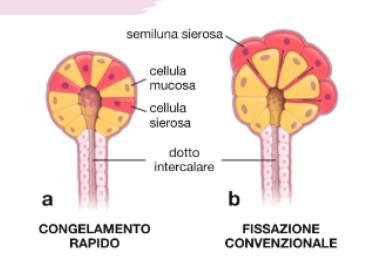 semiluna sierosa
cellula
mucosa
cellula
sierosa
dotto
intercalare
a
b
CONGELAMENTO
RAPIDO
FISSAZIONE
CONVENZIONALE